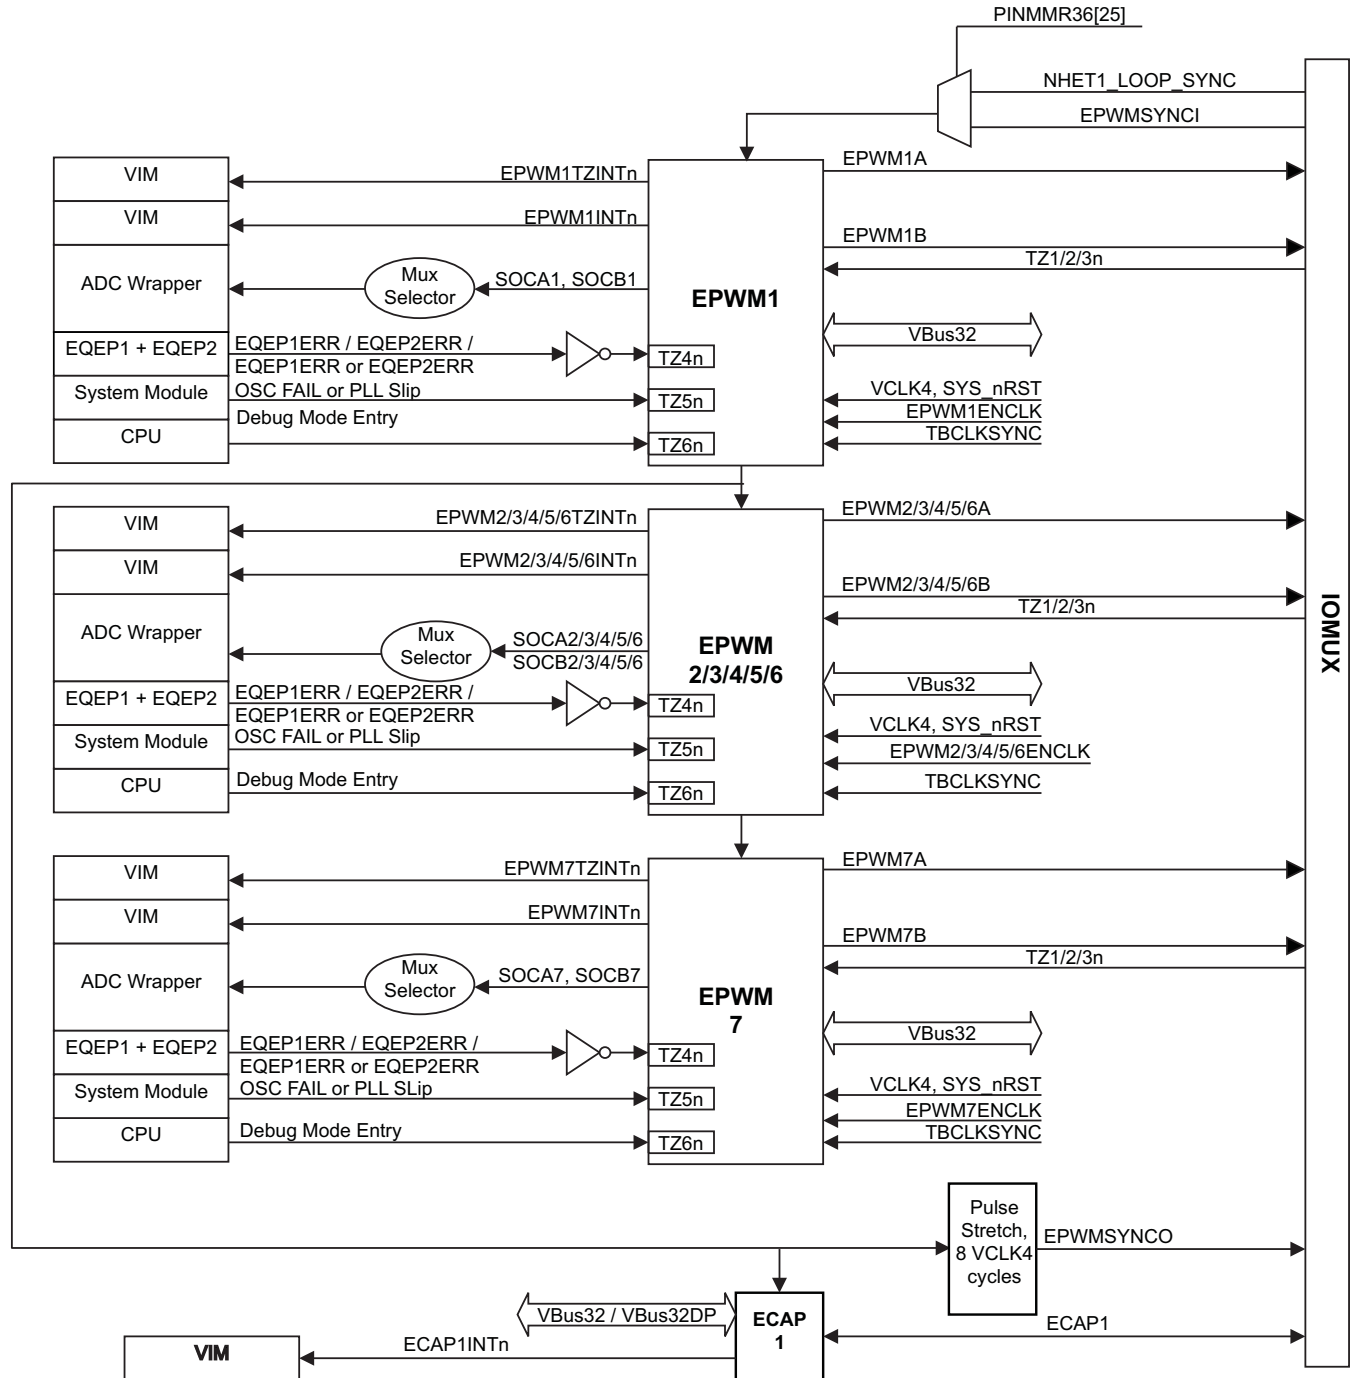 PINMMR36[25]
NHET1_LOOP_SYNC
EPWMSYNCI
VIM
EPWM1TZINTn
EPWM1A
VIM
EPWM1INTn
EPWM1B
TZ1/2/3n
ADC Wrapper
Mux
Selector
SOCA1, SOCB1
EPWM1
VBus32
EQEP1 + EQEP2
EQEP1ERR / EQEP2ERR /
EQEP1ERR or EQEP2ERR
TZ4n
System Module
OSC FAIL or PLL Slip
TZ5n
VCLK4, SYS_nRST
EPWM1ENCLK
TBCLKSYNC
CPU
Debug Mode Entry
TZ6n
VIM
EPWM2/3/4/5/6TZINTn
EPWM2/3/4/5/6A
VIM
EPWM2/3/4/5/6INTn
EPWM2/3/4/5/6B
TZ1/2/3n
IOMUX
ADC Wrapper
Mux
Selector
SOCA2/3/4/5/6
SOCB2/3/4/5/6
EPWM
2/3/4/5/6
VBus32
EQEP1 + EQEP2
EQEP1ERR / EQEP2ERR /
EQEP1ERR or EQEP2ERR
TZ4n
System Module
OSC FAIL or PLL Slip
TZ5n
VCLK4, SYS_nRST
EPWM2/3/4/5/6ENCLK
TBCLKSYNC
CPU
Debug Mode Entry
TZ6n
VIM
EPWM7TZINTn
EPWM7A
VIM
EPWM7INTn
EPWM7B
TZ1/2/3n
ADC Wrapper
Mux
Selector
SOCA7, SOCB7
EPWM
7
VBus32
EQEP1 + EQEP2
EQEP1ERR / EQEP2ERR /
EQEP1ERR or EQEP2ERR
TZ4n
System Module
OSC FAIL or PLL SLip
TZ5n
VCLK4, SYS_nRST
EPWM7ENCLK
TBCLKSYNC
CPU
Debug Mode Entry
TZ6n
Pulse
Stretch,
8 VCLK4
cycles
EPWMSYNCO
VBus32 / VBus32DP
ECAP
1
ECAP1
VIM
ECAP1INTn